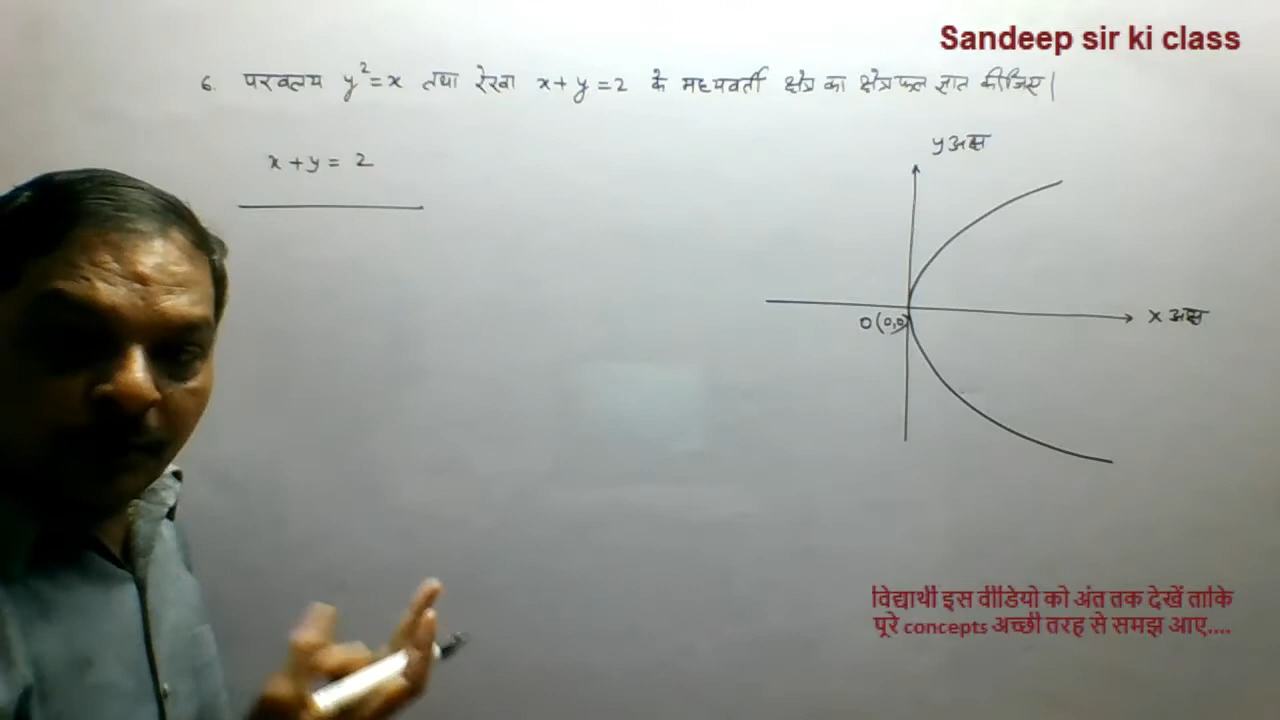 Sandeep sir ki class
6. परवलय y²=x तथा रेखा x+y=2 के मध्यवर्ती क्षेत्र का क्षेत्रफल ज्ञात कीजिए|
x+y= 2
y अक्ष
x अक्ष
O(0,0)
विद्यार्थी इस वीडियो को अंत तक देखें ताकि
पूरे concepts अच्छी तरह से समझ आए....